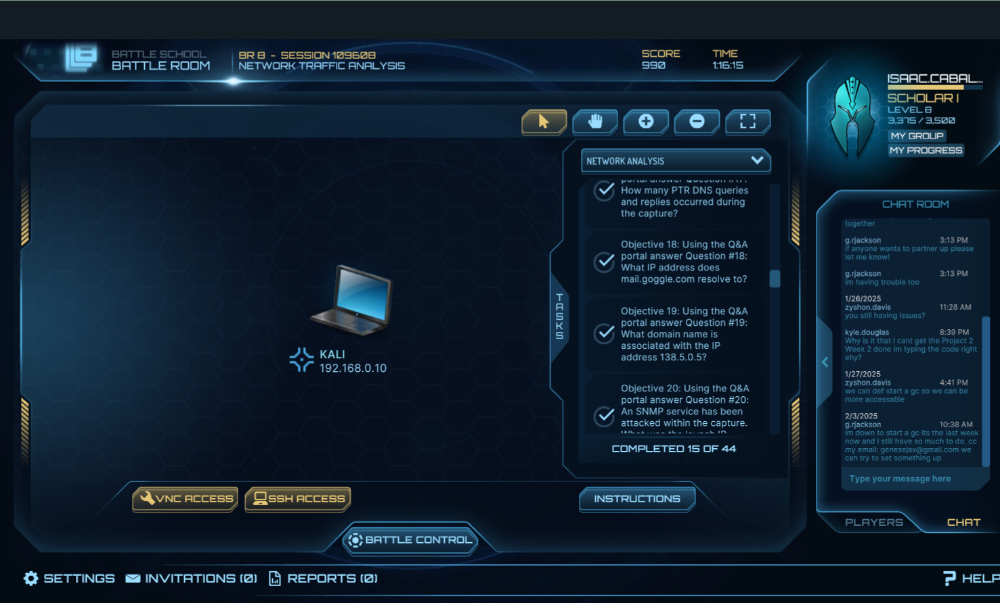 BATTLE SCHOOL
BATTLE ROOM
BR 8 - SESSION 109608
NETWORK TRAFFIC ANALYSIS
SCORE
990
TIME
1:16:15
ISAAC.CABAL...
SCHOLAR I
LEVEL 8
3,375 / 3,500
MY GROUP
MY PROGRESS
NETWORK ANALYSIS
portal answer Question #17:
How many PTR DNS queries
and replies occurred during
the capture?
Objective 18: Using the Q&A
portal answer Question #18:
What IP address does
mail.goggle.com resolve to?
Objective 19: Using the Q&A
portal answer Question #19:
What domain name is
associated with the IP
address 138.5.0.5?
Objective 20: Using the Q&A
portal answer Question #20:
An SNMP service has been
attacked within the capture.
What was the launch IP
COMPLETED 15 OF 44
TASKS
KALI
192.168.0.10
VNC ACCESS
SSH ACCESS
INSTRUCTIONS
BATTLE CONTROL
CHAT ROOM
together
g.rjackson 3:13 PM
if anyone wants to partner up please
let me know!
g.rjackson 3:13 PM
im having trouble too
1/26/2025
zyshon.davis 11:28 AM
you still having issues?
kyle.douglas 8:39 PM
Why is it that I cant get the Project 2
Week 2 done Im typing the code right
ehy?
1/27/2025
zyshon.davis 4:41 PM
we can def start a gc so we can be
more accessable
2/3/2025
g.rjackson 10:38 AM
im down to start a gc its the last week
now and i still have so much to do. cc
my email: genesejax@gmail.com we
can try to set something up
Type your message here
PLAYERS
CHAT
SETTINGS
INVITATIONS (0)
REPORTS (0)
HELP